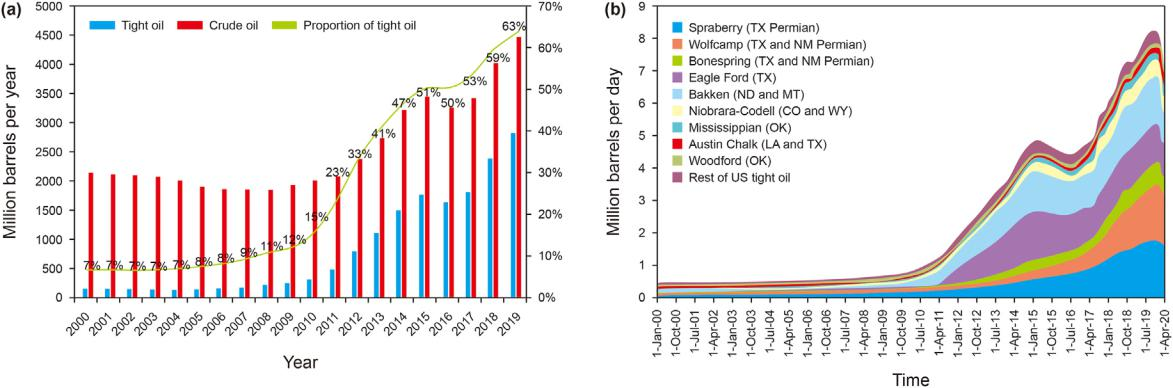 (a)
Tight oil
Crude oil
Proportion of tight oil
Million barrels per year
5000
4500
4000
3500
3000
2500
2000
1500
1000
500
0
70%
60%
50%
40%
30%
20%
10%
0%
7%
7%
7%
7%
7%
8%
8%
9%
11%
12%
15%
23%
33%
41%
47%
51%
50%
53%
59%
63%
2000
2001
2002
2003
2004
2005
2006
2007
2008
2009
2010
2011
2012
2013
2014
2015
2016
2017
2018
2019
Year
(b)
Spraberry (TX Permian)
Wolfcamp (TX and NM Permian)
Bonespring (TX and NM Permian)
Eagle Ford (TX)
Bakken (ND and MT)
Niobrara-Codell (CO and WY)
Mississippian (OK)
Austin Chalk (LA and TX)
Woodford (OK)
Rest of US tight oil
Million barrels per day
9
8
7
6
5
4
3
2
1
0
1-Jan-00
1-Oct-00
1-Jul-01
1-Apr-02
1-Jan-03
1-Oct-03
1-Jul-04
1-Apr-05
1-Jan-06
1-Oct-06
1-Jul-07
1-Apr-08
1-Jan-09
1-Oct-09
1-Jul-10
1-Apr-11
1-Jan-12
1-Oct-12
1-Jul-13
1-Apr-14
1-Jan-15
1-Oct-15
1-Jul-16
1-Apr-17
1-Jan-18
1-Oct-18
1-Jul-19
1-Apr-20
Time